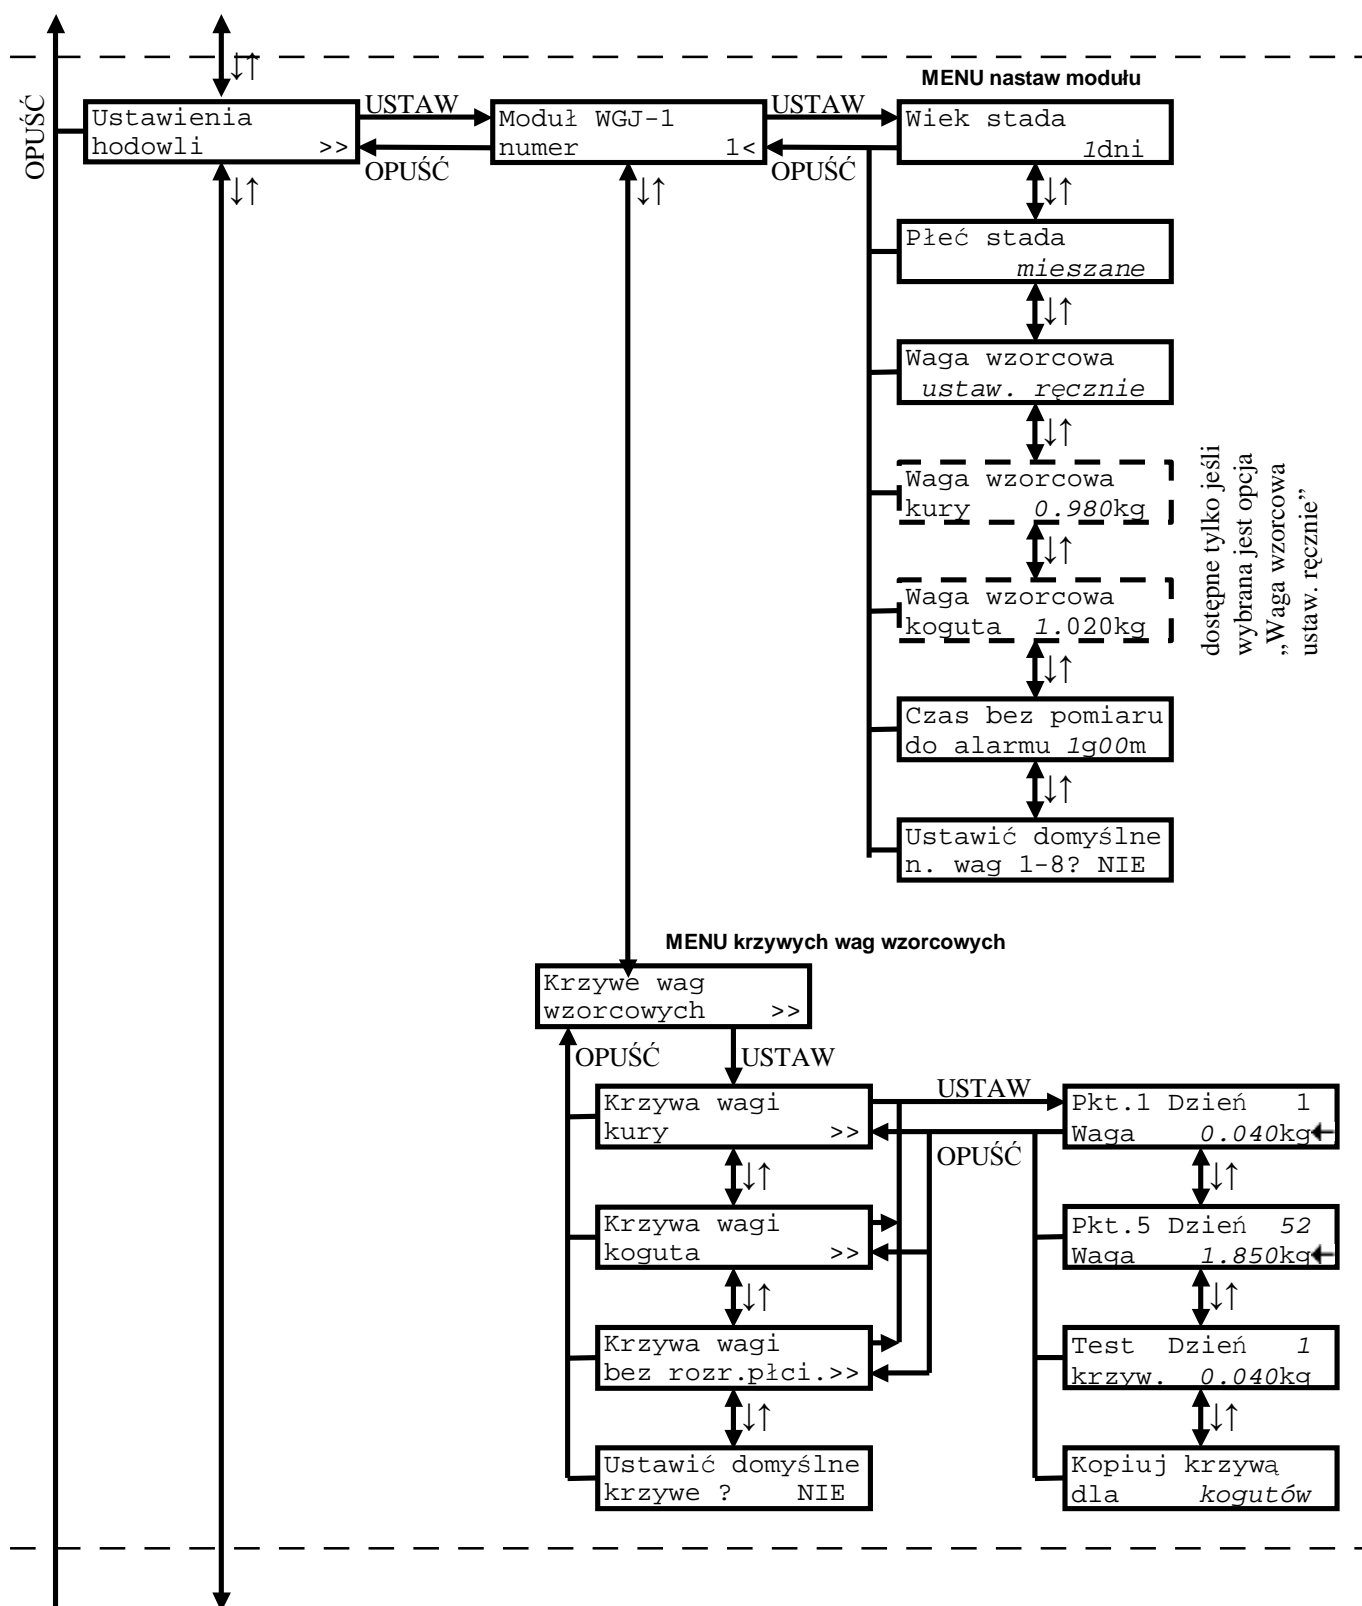 MENU nastaw modułu
OPUŚĆ
↓↑
Ustawienia
hodowli >>
USTAW
OPUŚĆ
↓↑
Moduł WGJ-1
numer 1<
USTAW
OPUŚĆ
↓↑
Wiek stada
1dni
↓↑
Płeć stada
mieszane
↓↑
Waga wzorcowa
ustaw. ręcznie
↓↑
Waga wzorcowa
kury 0.980kg
↓↑
Waga wzorcowa
koguta 1.020kg
↓↑
dostępne tylko jeśli
wybrana jest opcja
„Waga wzorcowa
ustaw. ręcznie”
Czas bez pomiaru
do alarmu 1g00m
↓↑
Ustawić domyślne
n. wag 1-8? NIE
MENU krzywych wag wzorcowych
Krzywe wag
wzorcowych >>
OPUŚĆ
USTAW
Krzywa wagi
kury >>
USTAW
OPUŚĆ
↓↑
Krzywa wagi
koguta >>
↓↑
Krzywa wagi
bez rozr.płci.>>
↓↑
Ustawić domyślne
krzywe ? NIE
Pkt.1 Dzień 1
Waga 0.040kg←
↓↑
Pkt.5 Dzień 52
Waga 1.850kg←
↓↑
Test Dzień 1
krzyw. 0.040kg
↓↑
Kopiuj krzywą
dla kogutów